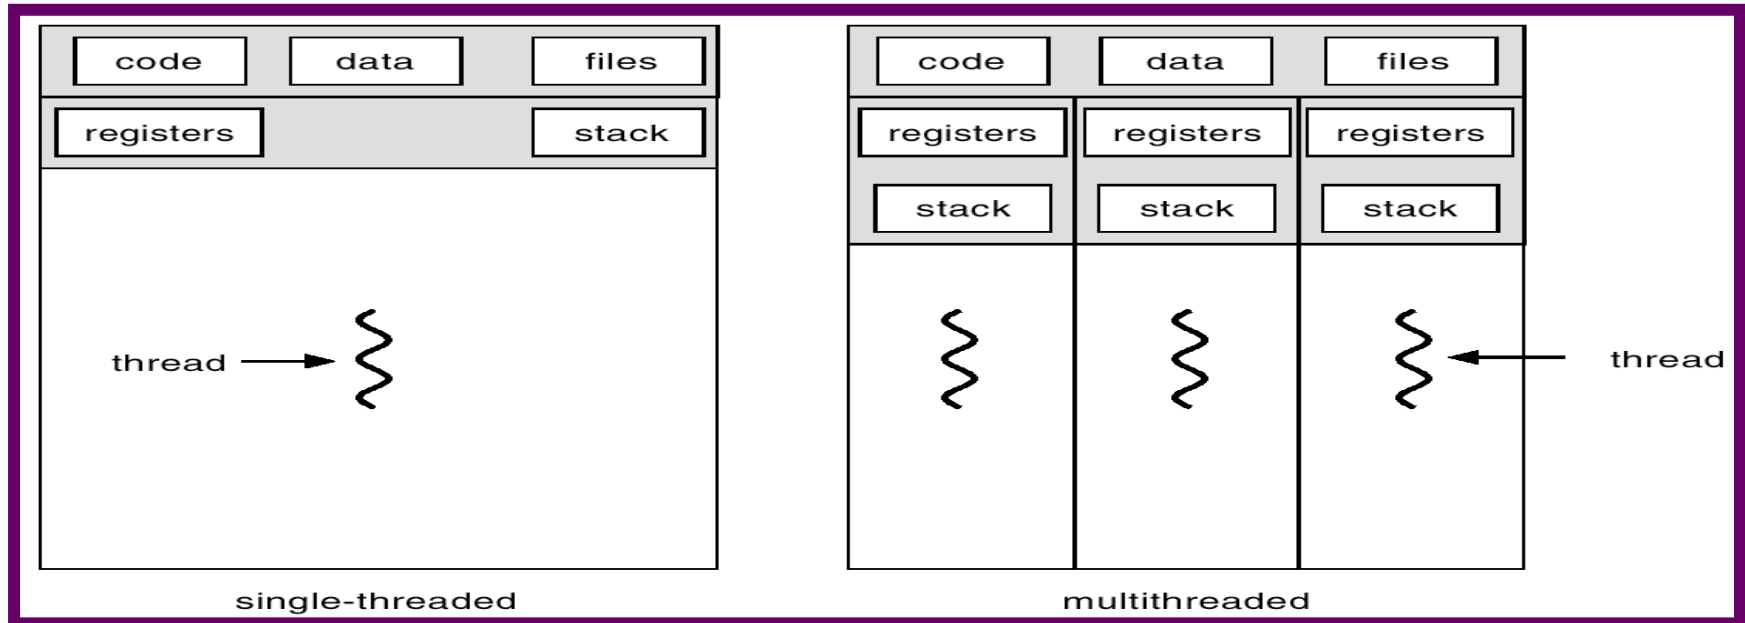 code data files
registers stack
thread
single-threaded
code data files
registers registers registers
stack stack stack
thread
multithreaded